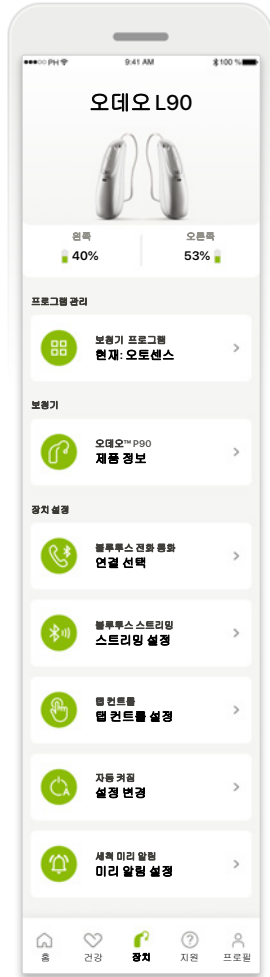 PH
9:41 AM
100 %
오데오 L90
왼쪽
오른쪽
40%
53%
프로그램 관리
보청기 프로그램
현재: 오토센스
보청기
오데오™ P90
제품 정보
장치 설정
블루투스 전화 통화
연결 선택
블루투스 스트리밍
스트리밍 설정
탭 컨트롤
탭 컨트롤 설정
자동 켜짐
설정 변경
세척 미리 알림
미리 알림 설정
홈
건강
장치
지원
프로필